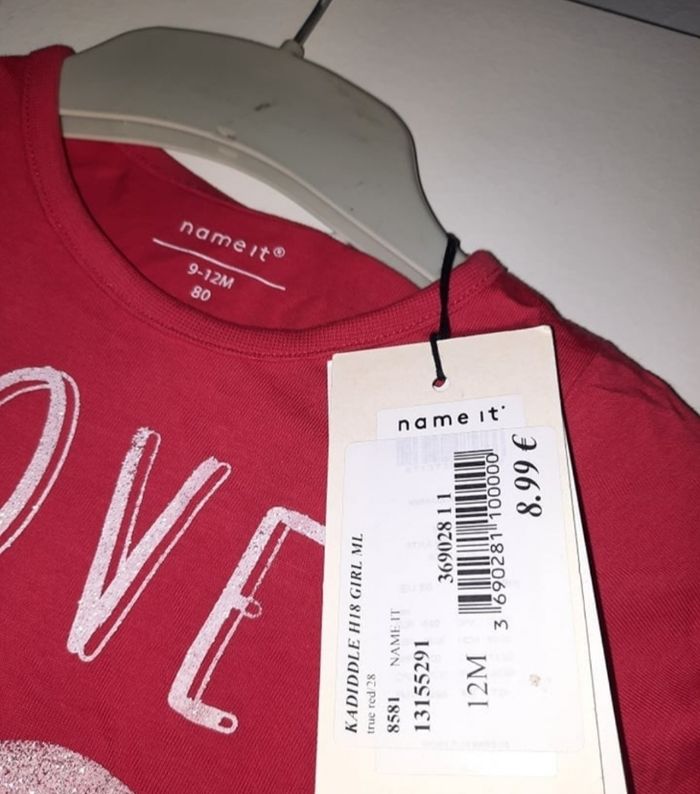 name it®
9-12M
80
OVE
name it
KADIDDLE H18 GIRL ML
true red/28
8581 NAME IT
13155291
369028 1 1
3 690281 100000
12M
8.99 €